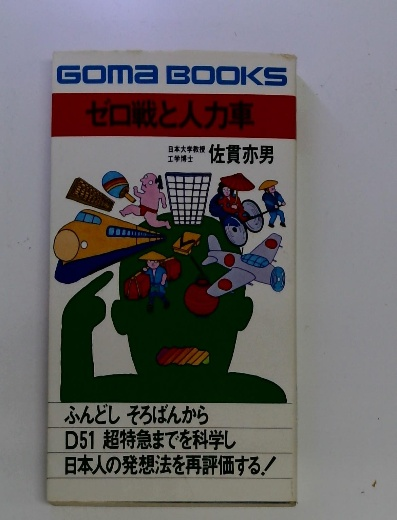 GOMA BOOKS
ゼロ戦と人力車
日本大学教授
工学博士
佐貫亦男
ふんどし そろばんから
D51 超特急までを科学し
日本人の発想法を再評価する!